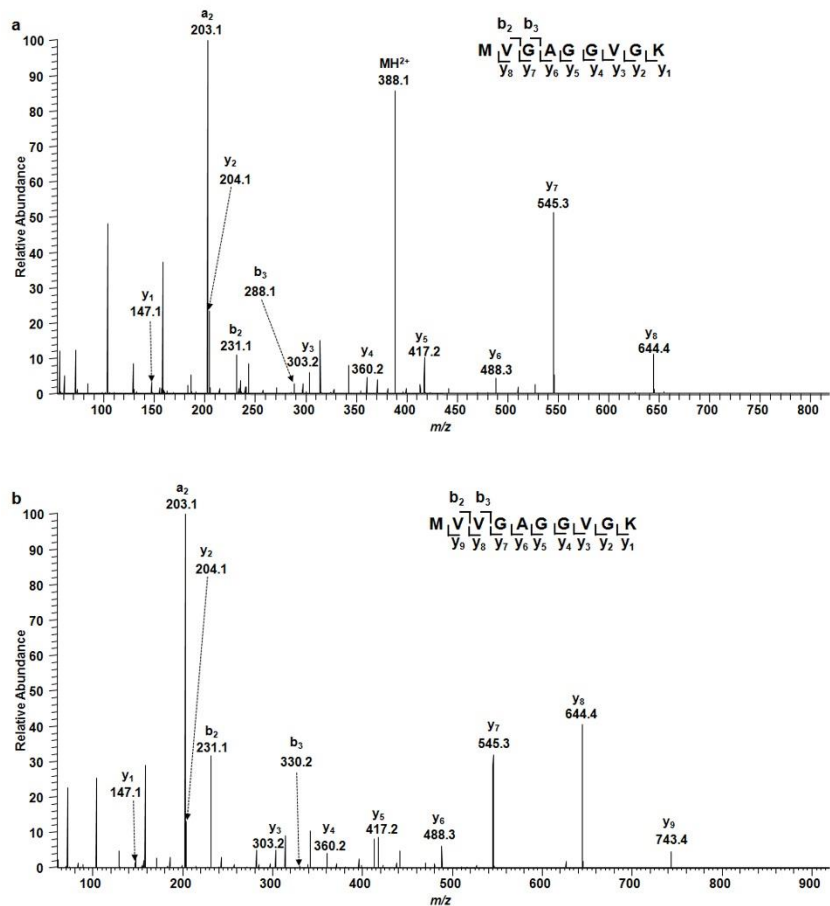 a
a2
203.1
MH2+
388.1
b2 b3
M V G A G G V G K
y8 y7 y6 y5 y4 y3 y2 y1
y2
204.1
y7
545.3
b3
288.1
y1
147.1
b2
231.1
y3
303.2
y4
360.2
y5
417.2
y6
488.3
y8
644.4
Relative Abundance
100
90
80
70
60
50
40
30
20
10
0
100 150 200 250 300 350 400 450 500 550 600 650 700 750 800
m/z
b
a2
203.1
b2 b3
M V V G A G G V G K
y9 y8 y7 y6 y5 y4 y3 y2 y1
y2
204.1
b2
231.1
b3
330.2
y1
147.1
y3
303.2
y4
360.2
y5
417.2
y6
488.3
y7
545.3
y8
644.4
y9
743.4
Relative Abundance
100
90
80
70
60
50
40
30
20
10
0
100 200 300 400 500 600 700 800 900
m/z